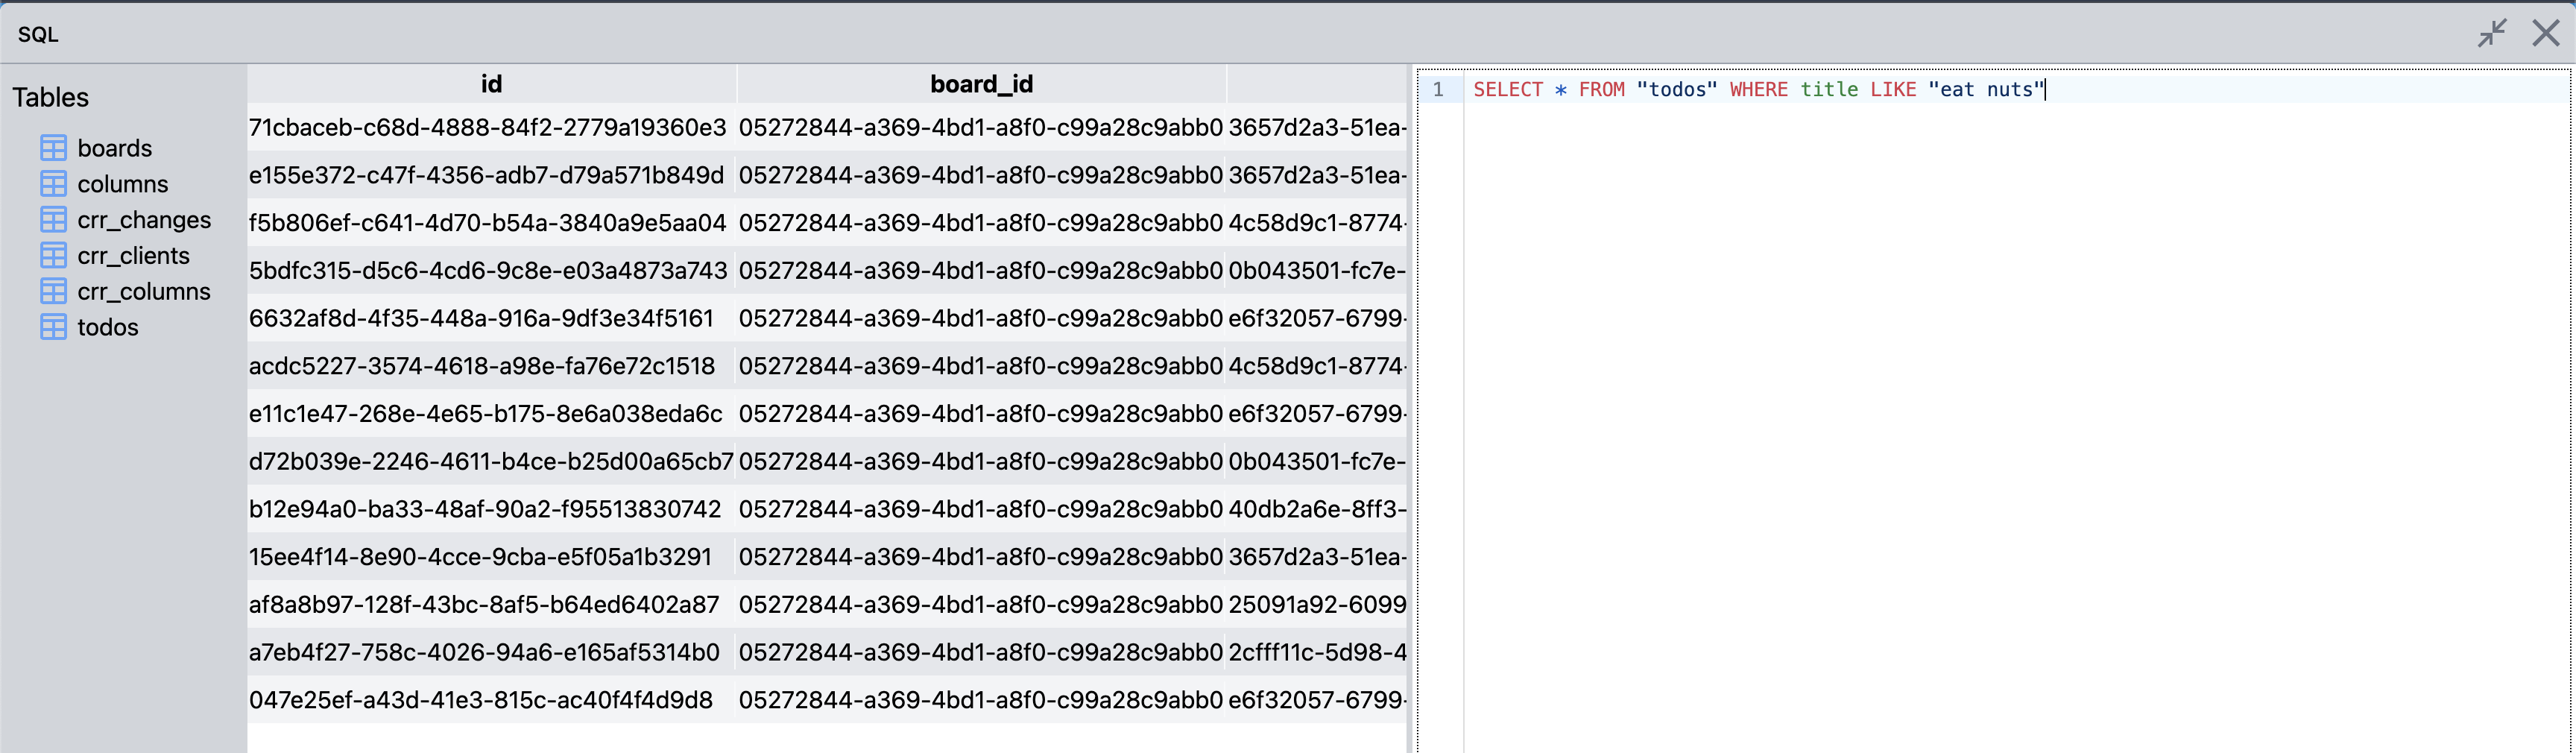 SQL
Tables
boards
columns
crr_changes
crr_clients
crr_columns
todos
id board_id
71cbaceb-c68d-4888-84f2-2779a19360e3 05272844-a369-4bd1-a8f0-c99a28c9abb0 3657d2a3-51ea-
e155e372-c47f-4356-adb7-d79a571b849d 05272844-a369-4bd1-a8f0-c99a28c9abb0 3657d2a3-51ea-
f5b806ef-c641-4d70-b54a-3840a9e5aa04 05272844-a369-4bd1-a8f0-c99a28c9abb0 4c58d9c1-8774-
5bdfc315-d5c6-4cd6-9c8e-e03a4873a743 05272844-a369-4bd1-a8f0-c99a28c9abb0 0b043501-fc7e-
6632af8d-4f35-448a-916a-9df3e34f5161 05272844-a369-4bd1-a8f0-c99a28c9abb0 e6f32057-6799-
acdc5227-3574-4618-a98e-fa76e72c1518 05272844-a369-4bd1-a8f0-c99a28c9abb0 4c58d9c1-8774-
e11c1e47-268e-4e65-b175-8e6a038eda6c 05272844-a369-4bd1-a8f0-c99a28c9abb0 e6f32057-6799-
d72b039e-2246-4611-b4ce-b25d00a65cb7 05272844-a369-4bd1-a8f0-c99a28c9abb0 0b043501-fc7e-
b12e94a0-ba33-48af-90a2-f95513830742 05272844-a369-4bd1-a8f0-c99a28c9abb0 40db2a6e-8ff3-
15ee4f14-8e90-4cce-9cba-e5f05a1b3291 05272844-a369-4bd1-a8f0-c99a28c9abb0 3657d2a3-51ea-
af8a8b97-128f-43bc-8af5-b64ed6402a87 05272844-a369-4bd1-a8f0-c99a28c9abb0 25091a92-6099
a7eb4f27-758c-4026-94a6-e165af5314b0 05272844-a369-4bd1-a8f0-c99a28c9abb0 2cfff11c-5d98-4
047e25ef-a43d-41e3-815c-ac40f4f4d9d8 05272844-a369-4bd1-a8f0-c99a28c9abb0 e6f32057-6799-
1 SELECT * FROM "todos" WHERE title LIKE "eat nuts"